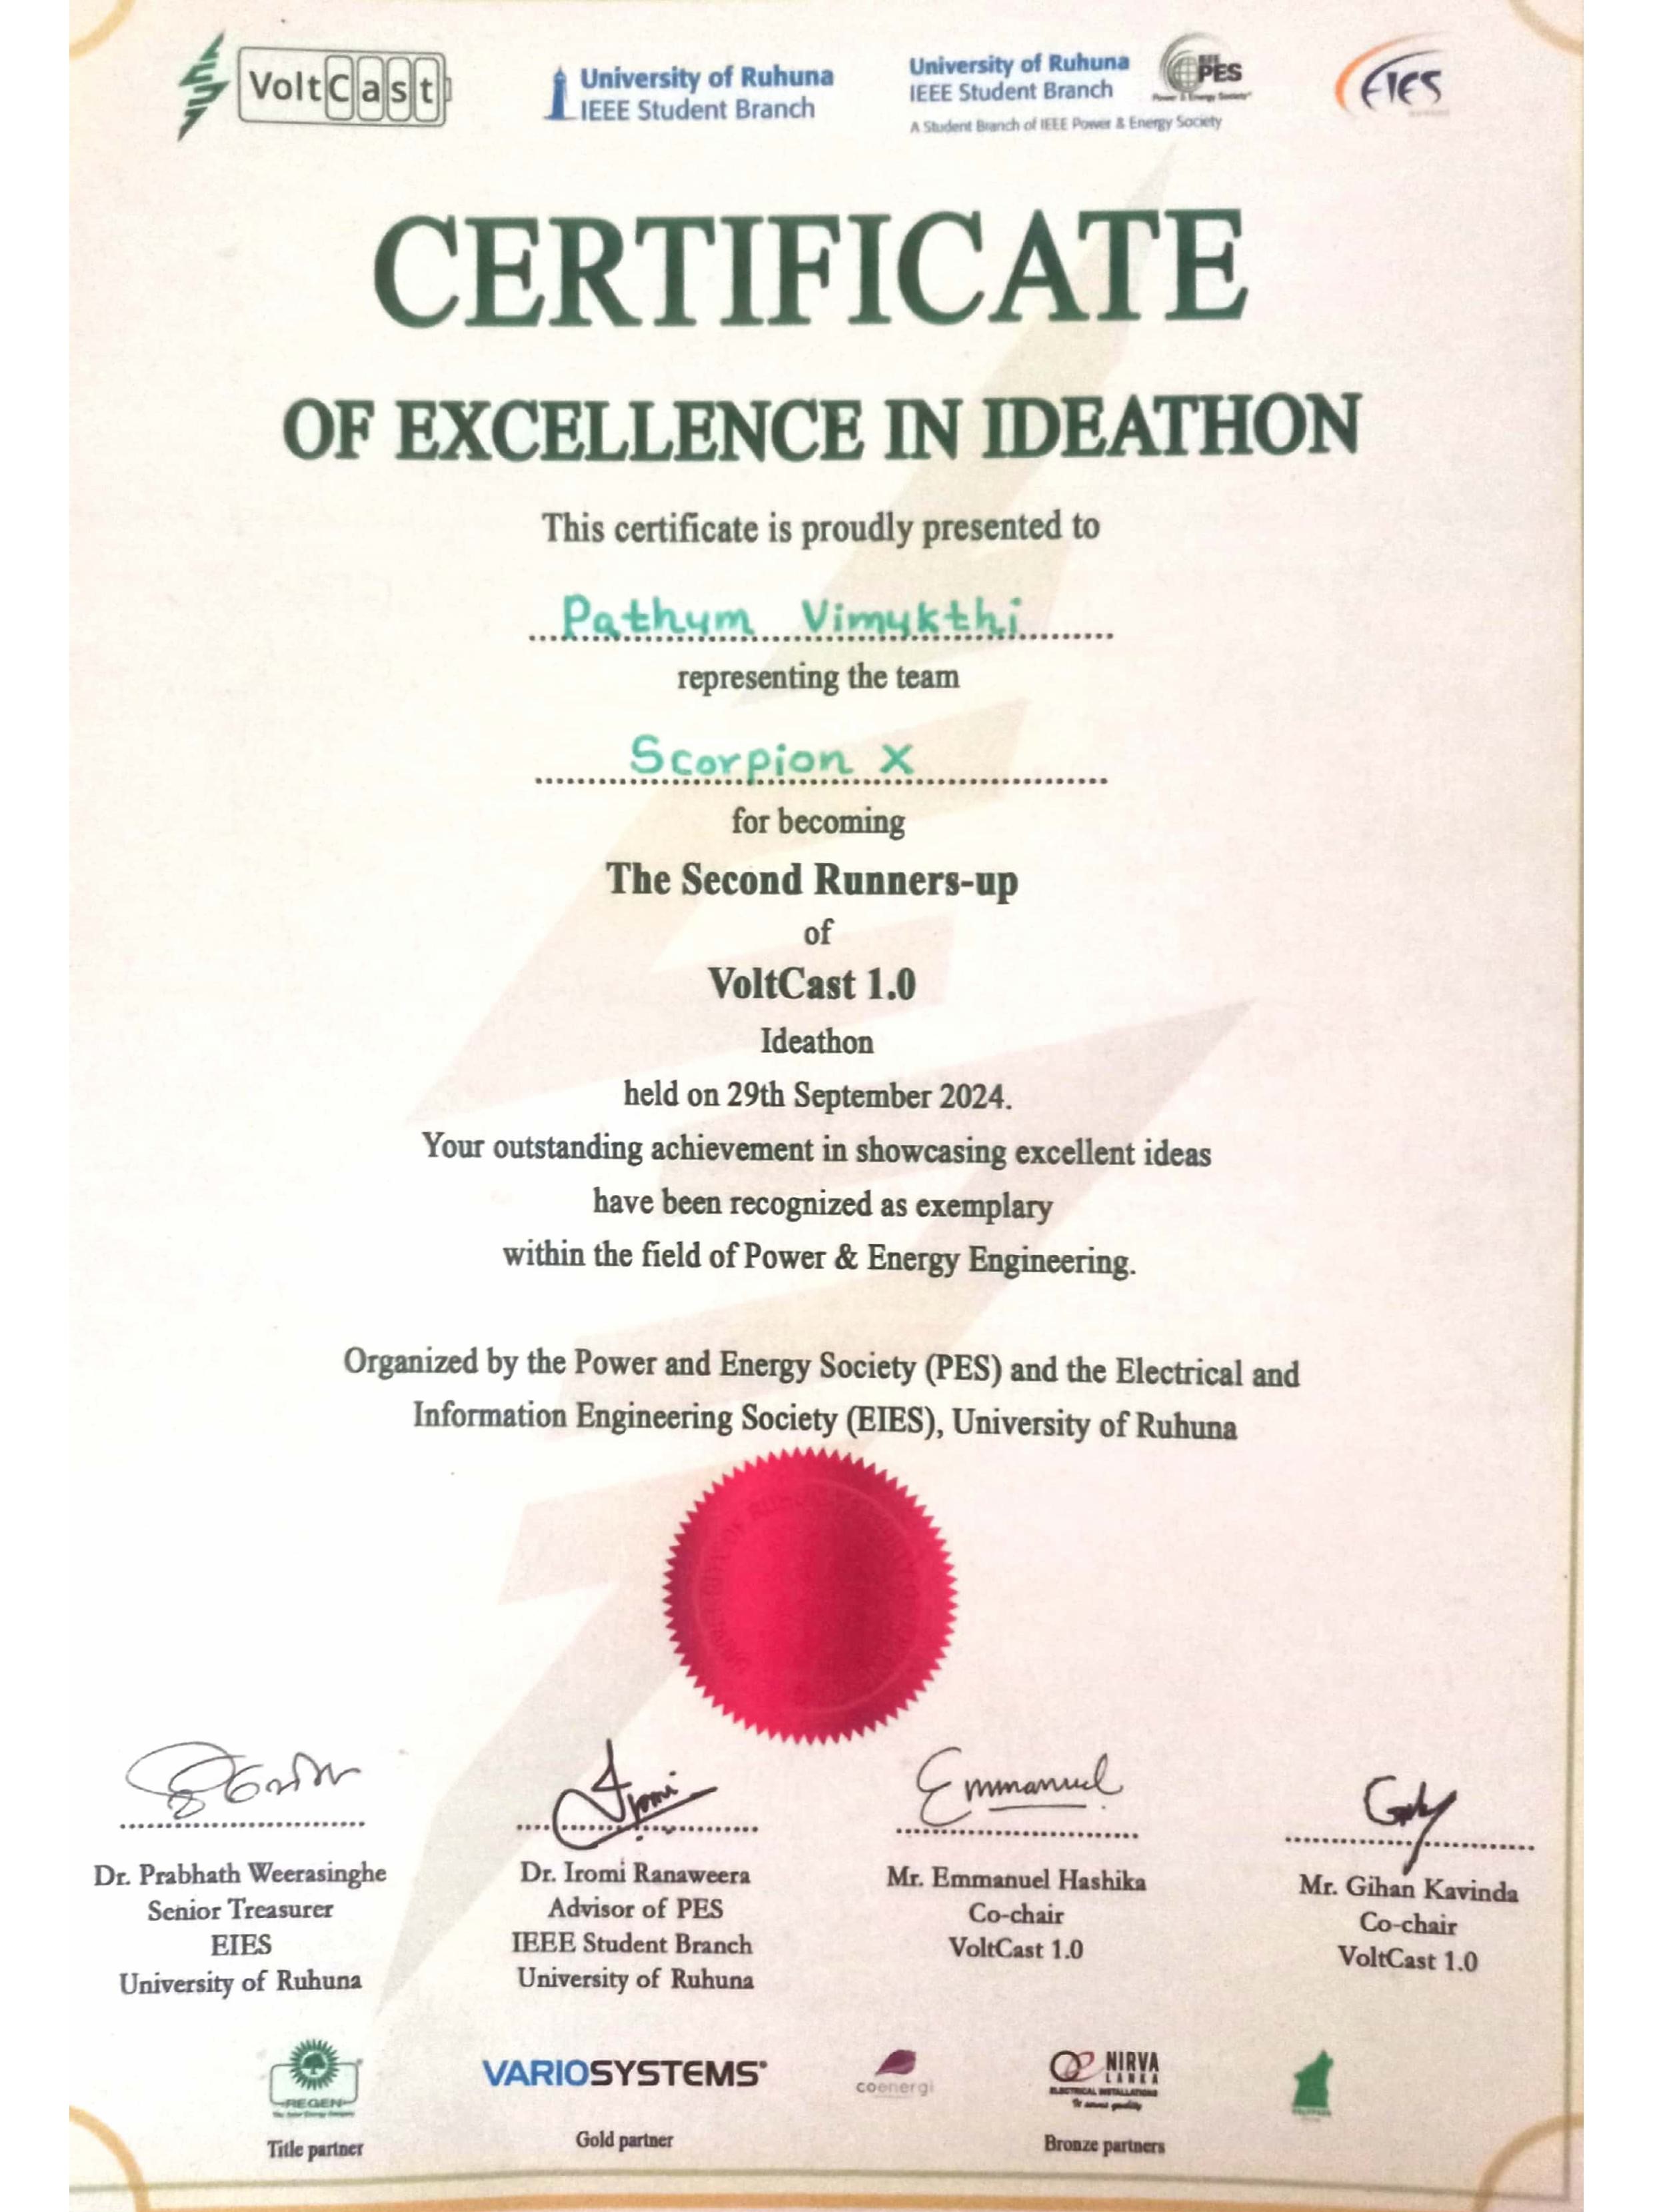 VoltCast
University of Ruhuna
IEEE Student Branch
University of Ruhuna
IEEE Student Branch
A Student Branch of IEEE Power & Energy Society
PES
Power & Energy Society
EIES
CERTIFICATE
OF EXCELLENCE IN IDEATHON
This certificate is proudly presented to
Pathum Vimukthi
representing the team
Scorpion X
for becoming
The Second Runners-up
of
VoltCast 1.0
Ideathon
held on 29th September 2024.
Your outstanding achievement in showcasing excellent ideas
have been recognized as exemplary
within the field of Power & Energy Engineering.
Organized by the Power and Energy Society (PES) and the Electrical and
Information Engineering Society (EIES), University of Ruhuna
Iromi
Emmanuel
Dr. Prabhath Weerasinghe
Senior Treasurer
EIES
University of Ruhuna
Dr. Iromi Ranaweera
Advisor of PES
IEEE Student Branch
University of Ruhuna
Mr. Emmanuel Hashika
Co-chair
VoltCast 1.0
Mr. Gihan Kavinda
Co-chair
VoltCast 1.0
REGEN
VARIOSYSTEMS
coenergi
NIRVA
LANKA
ELECTRICAL INSTALLATIONS
Title partner
Gold partner
Bronze partners